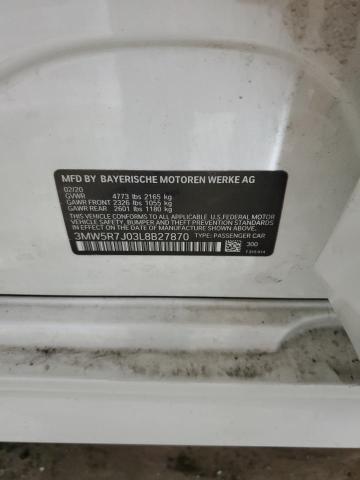 MFD BY BAYERISCHE MOTOREN WERKE AG
02/20
GVWR 4773 lbs 2165 kg
GAWR FRONT 2326 lbs 1055 kg
GAWR REAR 2601 lbs 1180 kg
THIS VEHICLE CONFORMS TO ALL APPLICABLE U.S.FEDERAL MOTOR
VEHICLE SAFETY, BUMPER AND THEFT PREVENTION STANDARDS
IN EFFECT ON THE DATE OF MANUFACTURE SHOWN ABOVE.
3MW5R7J03L8B27870 TYPE: PASSENGER CAR
300